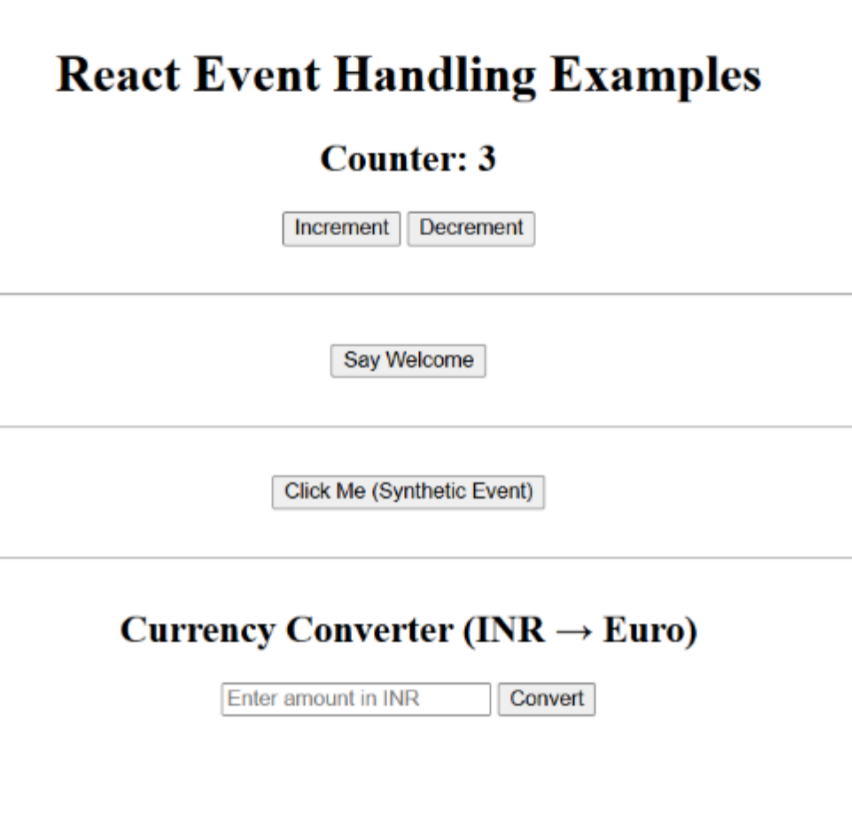 React Event Handling Examples
Counter: 3
Increment Decrement
Say Welcome
Click Me (Synthetic Event)
Currency Converter (INR → Euro)
Enter amount in INR Convert